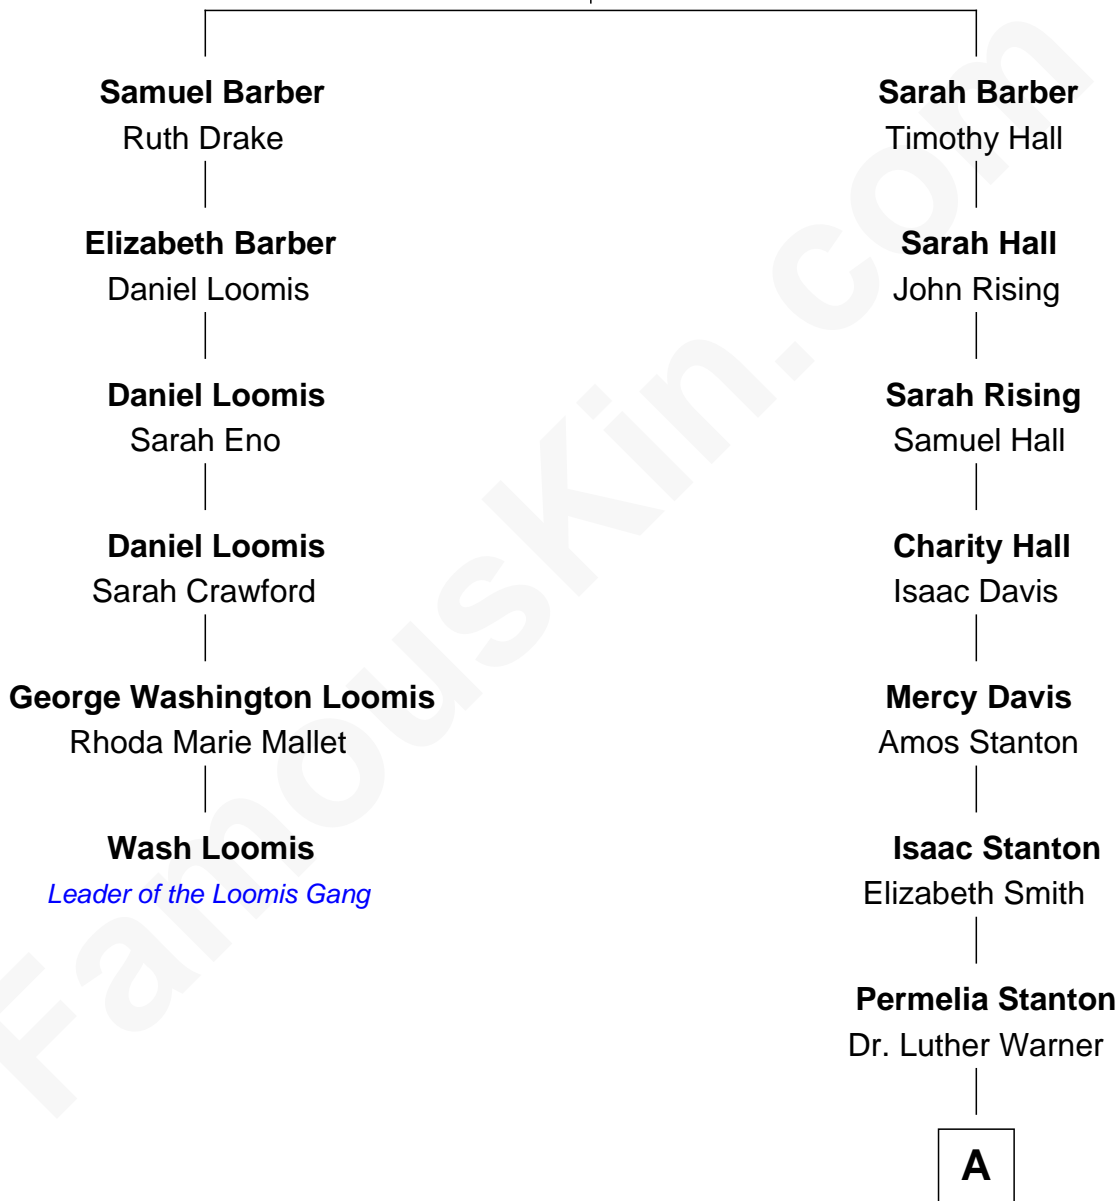 Samuel Barber
Ruth Drake
Sarah Barber
Timothy Hall
Elizabeth Barber
Daniel Loomis
Sarah Hall
John Rising
Daniel Loomis
Sarah Eno
Sarah Rising
Samuel Hall
Daniel Loomis
Sarah Crawford
Charity Hall
Isaac Davis
George Washington Loomis
Rhoda Marie Mallet
Mercy Davis
Amos Stanton
Wash Loomis
Leader of the Loomis Gang
Isaac Stanton
Elizabeth Smith
Permelia Stanton
Dr. Luther Warner
A
FamousKin.com